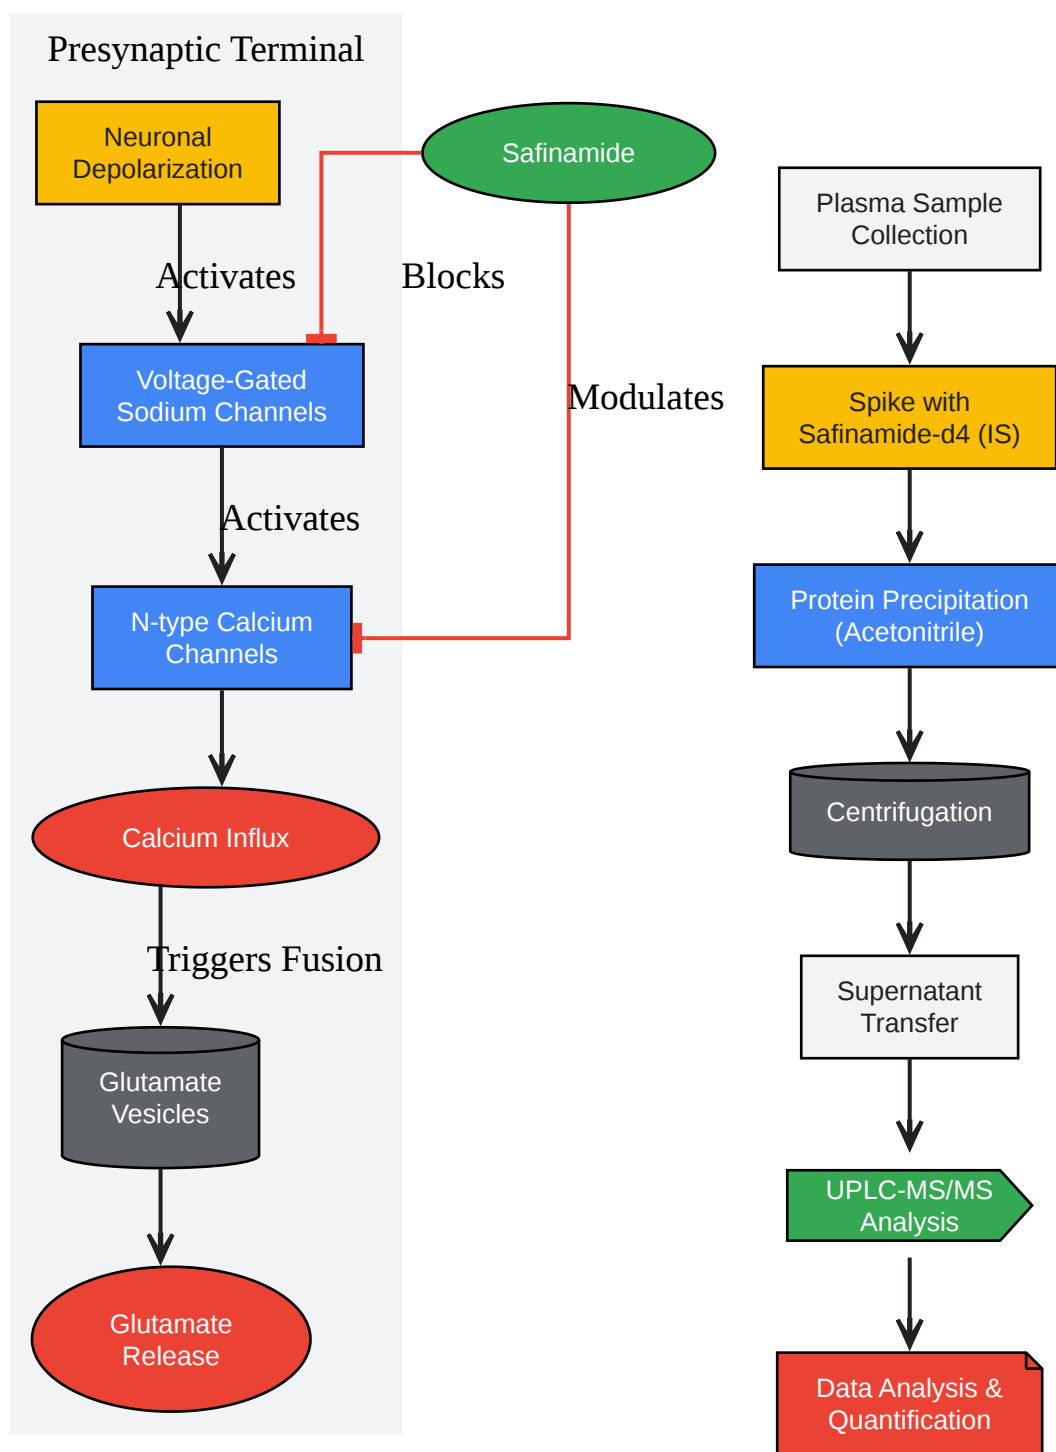 Presynaptic Terminal
Neuronal
Depolarization
Safinamide
Activates
Blocks
Voltage-Gated
Sodium Channels
Modulates
Activates
N-type Calcium
Channels
Calcium Influx
Triggers Fusion
Glutamate
Vesicles
Glutamate
Release
Plasma Sample
Collection
Spike with
Safinamide-d4 (IS)
Protein Precipitation
(Acetonitrile)
Centrifugation
Supernatant
Transfer
UPLC-MS/MS
Analysis
Data Analysis &
Quantification